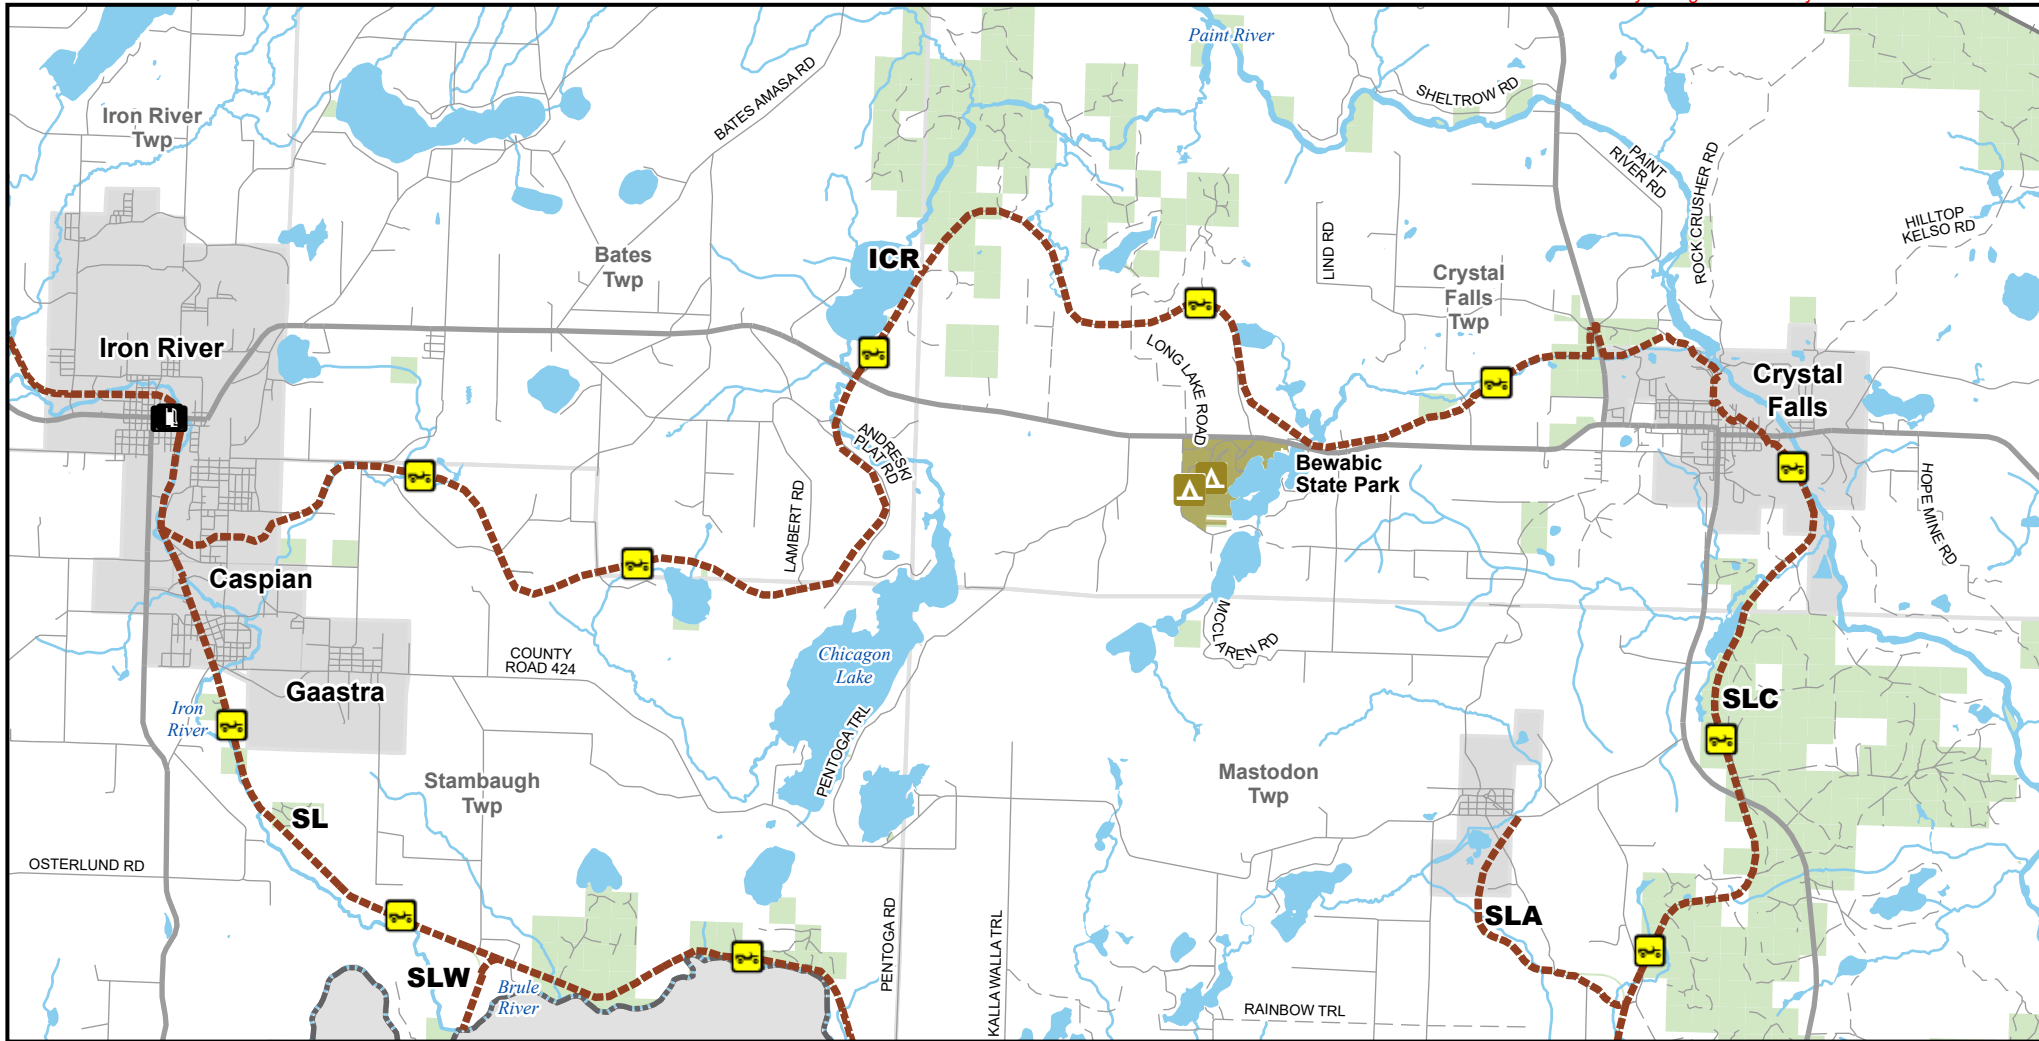 Paint River
SHELTROW RD
BATES AMASA RD
Iron River
Twp
PAINT
RIVER RD
ROCK CRUSHER RD
HILLTOP
KELSO RD
Bates
Twp
ICR
LIND RD
Crystal
Falls
Twp
Iron River
LONG LAKE ROAD
Crystal
Falls
ANDRESKI
PLAT RD
Bewabic
State Park
LAMBERT RD
HOPE MINE RD
Caspian
MCCLAREN RD
COUNTY
ROAD 424
Chicagon
Lake
Gaastra
Iron
River
SLC
PENTOGA TRL
Stambaugh
Twp
Mastodon
Twp
SL
OSTERLUND RD
SLA
PENTOGA RD
KALLA WALLA TRL
SLW
Brule
River
RAINBOW TRL